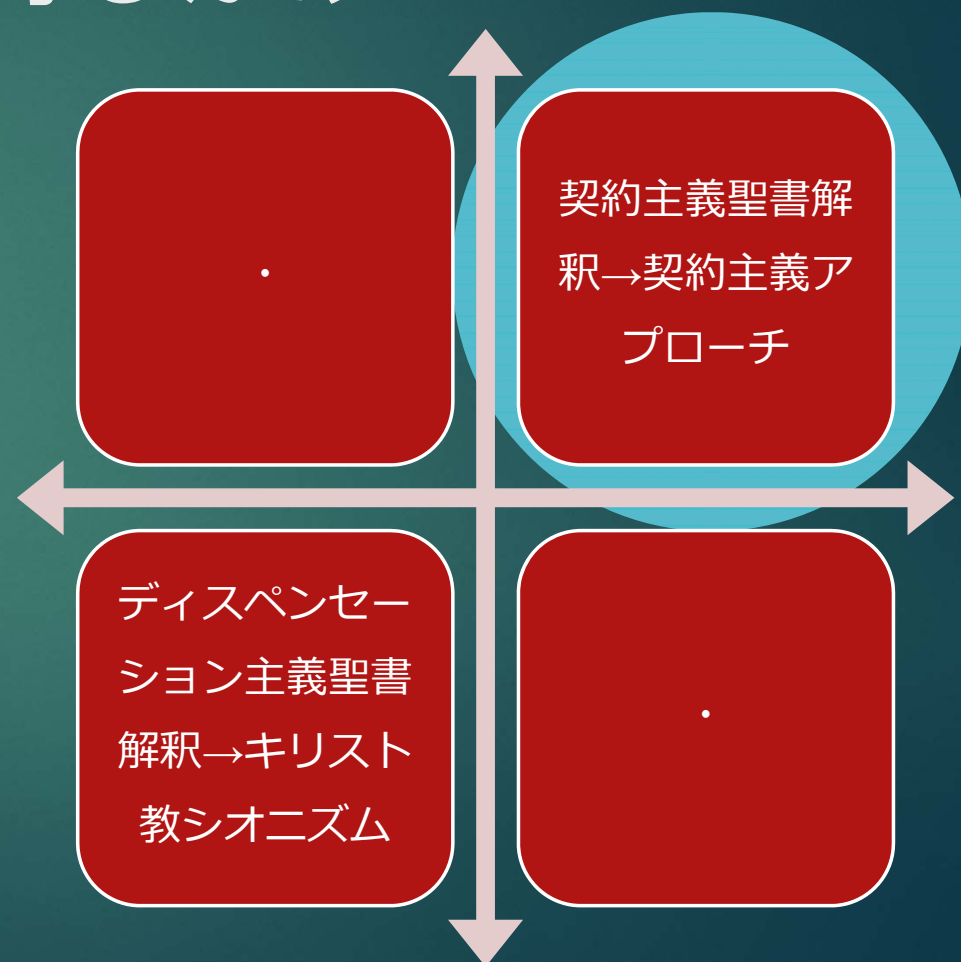 ・
契約主義聖書解
釈→契約主義ア
プローチ
ディスペンセー
ション主義聖書
解釈→キリスト
教シオニズム
・